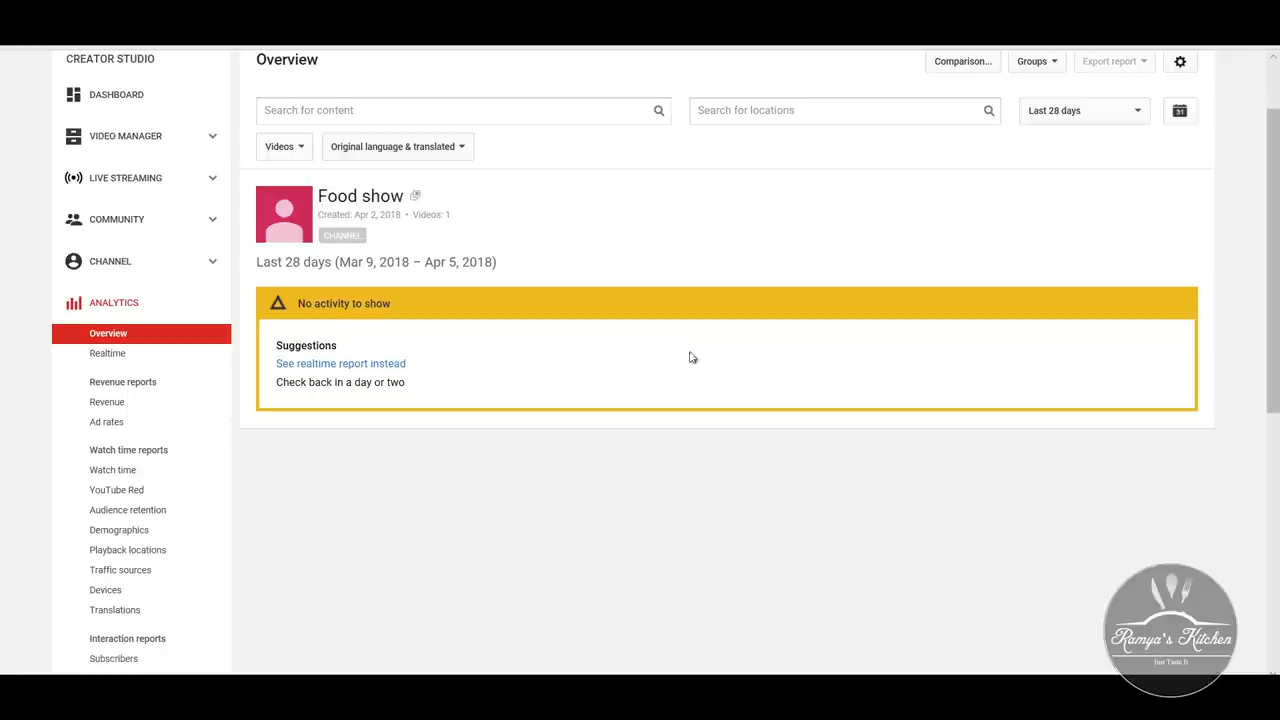 CREATOR STUDIO
DASHBOARD
VIDEO MANAGER
LIVE STREAMING
COMMUNITY
CHANNEL
ANALYTICS
Overview
Realtime
Revenue reports
Revenue
Ad rates
Watch time reports
Watch time
YouTube Red
Audience retention
Demographics
Playback locations
Traffic sources
Devices
Translations
Interaction reports
Subscribers
Overview
Comparison... Groups Export report
Search for content Search for locations Last 28 days 31
Videos Original language & translated
Food show
Created: Apr 2, 2018 • Videos: 1
CHANNEL
Last 28 days (Mar 9, 2018 – Apr 5, 2018)
No activity to show
Suggestions
See realtime report instead
Check back in a day or two
Ramya's Kitchen
Just Taste It